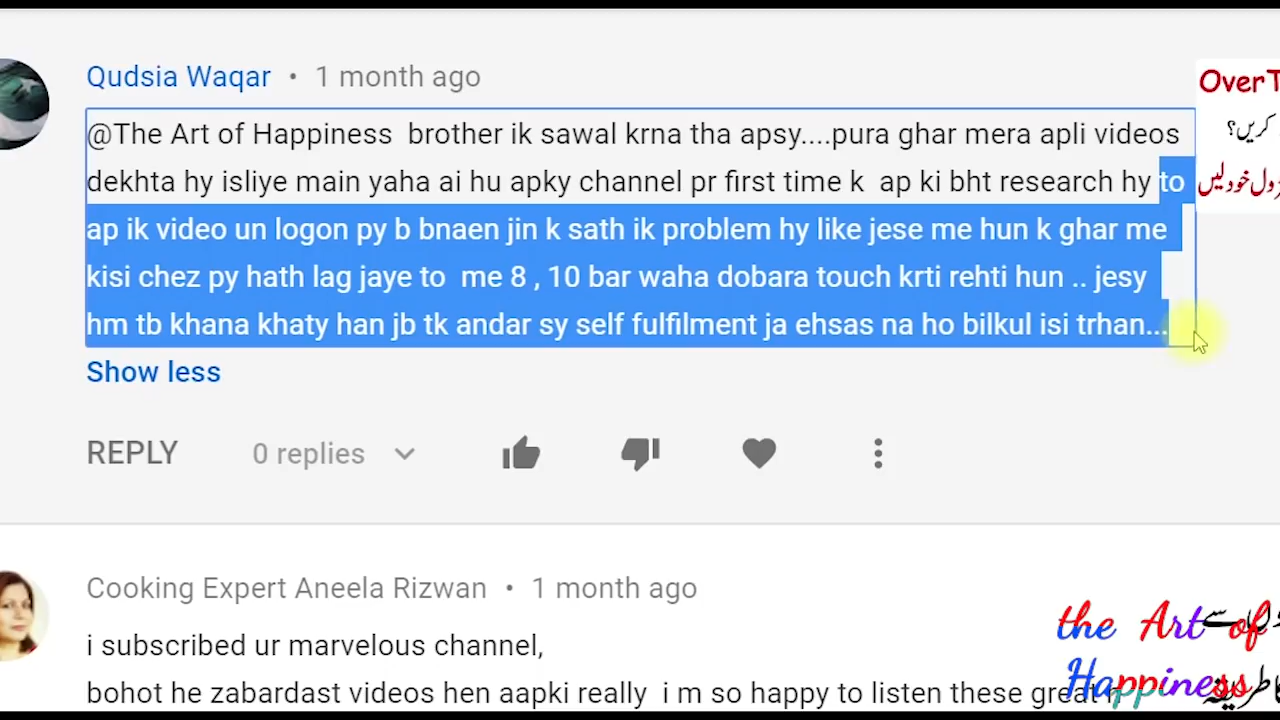 Qudsia Waqar • 1 month ago
@The Art of Happiness brother ik sawal krna tha apsy....pura ghar mera apli videos
dekhta hy isliye main yaha ai hu apky channel pr first time k ap ki bht research hy to
ap ik video un logon py b bnaen jin k sath ik problem hy like jese me hun k ghar me
kisi chez py hath lag jaye to me 8 , 10 bar waha dobara touch krti rehti hun .. jesy
hm tb khana khaty han jb tk andar sy self fulfilment ja ehsas na ho bilkul isi trhan...
Show less
REPLY 0 replies
OverT
کریں؟
خود لیں
Cooking Expert Aneela Rizwan • 1 month ago
i subscribed ur marvelous channel,
bohot he zabardast videos hen aapki really i m so happy to listen these great
the Art of
Happiness